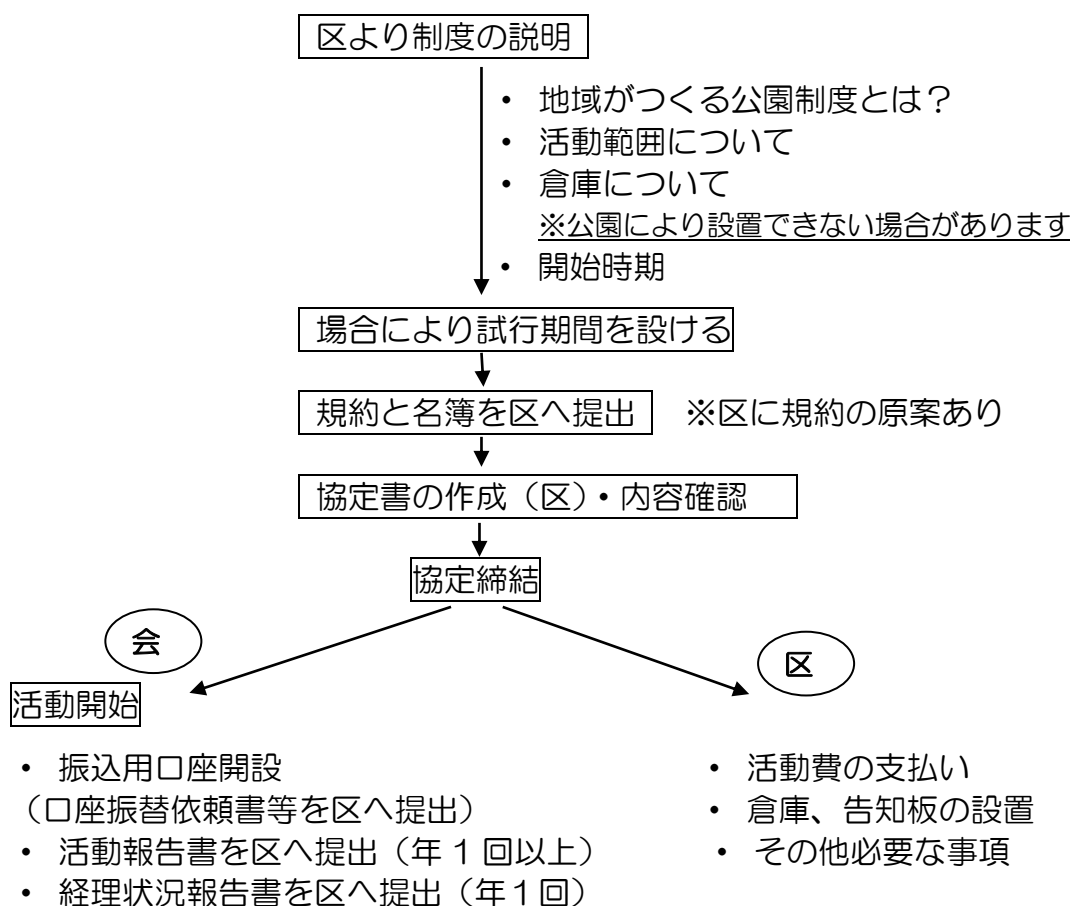 区より制度の説明
・ 地域がつくる公園制度とは？
・ 活動範囲について
・ 倉庫について
※公園により設置できない場合があります
・ 開始時期
場合により試行期間を設ける
規約と名簿を区へ提出 ※区に規約の原案あり
協定書の作成（区）・内容確認
協定締結
会
区
活動開始
・ 振込用口座開設
（口座振替依頼書等を区へ提出）
・ 活動報告書を区へ提出（年１回以上）
・ 経理状況報告書を区へ提出（年１回）
・ 活動費の支払い
・ 倉庫、告知板の設置
・ その他必要な事項